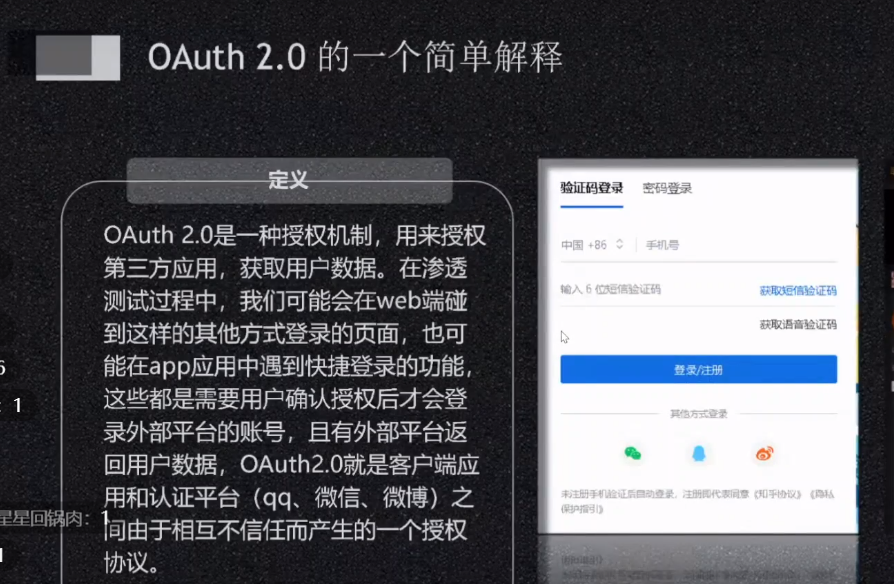 OAuth 2.0 的一个简单解释
定义
OAuth 2.0是一种授权机制，用来授权
第三方应用，获取用户数据。在渗透
测试过程中，我们可能会在web端碰
到这样的其他方式登录的页面，也可
能在app应用中遇到快捷登录的功能，
这些都是需要用户确认授权后才会登
录外部平台的账号，且有外部平台返
回用户数据，OAuth2.0就是客户端应
用和认证平台（qq、微信、微博）之
间由于相互不信任而产生的一个授权
协议。
验证码登录 密码登录
中国 +86 手机号
输入 6 位短信验证码 获取短信验证码
获取语音验证码
登录/注册
其他方式登录
未注册手机验证后自动登录，注册即代表同意《知乎协议》《隐私
保护指引》
6
: 1
星星回锅肉: 1